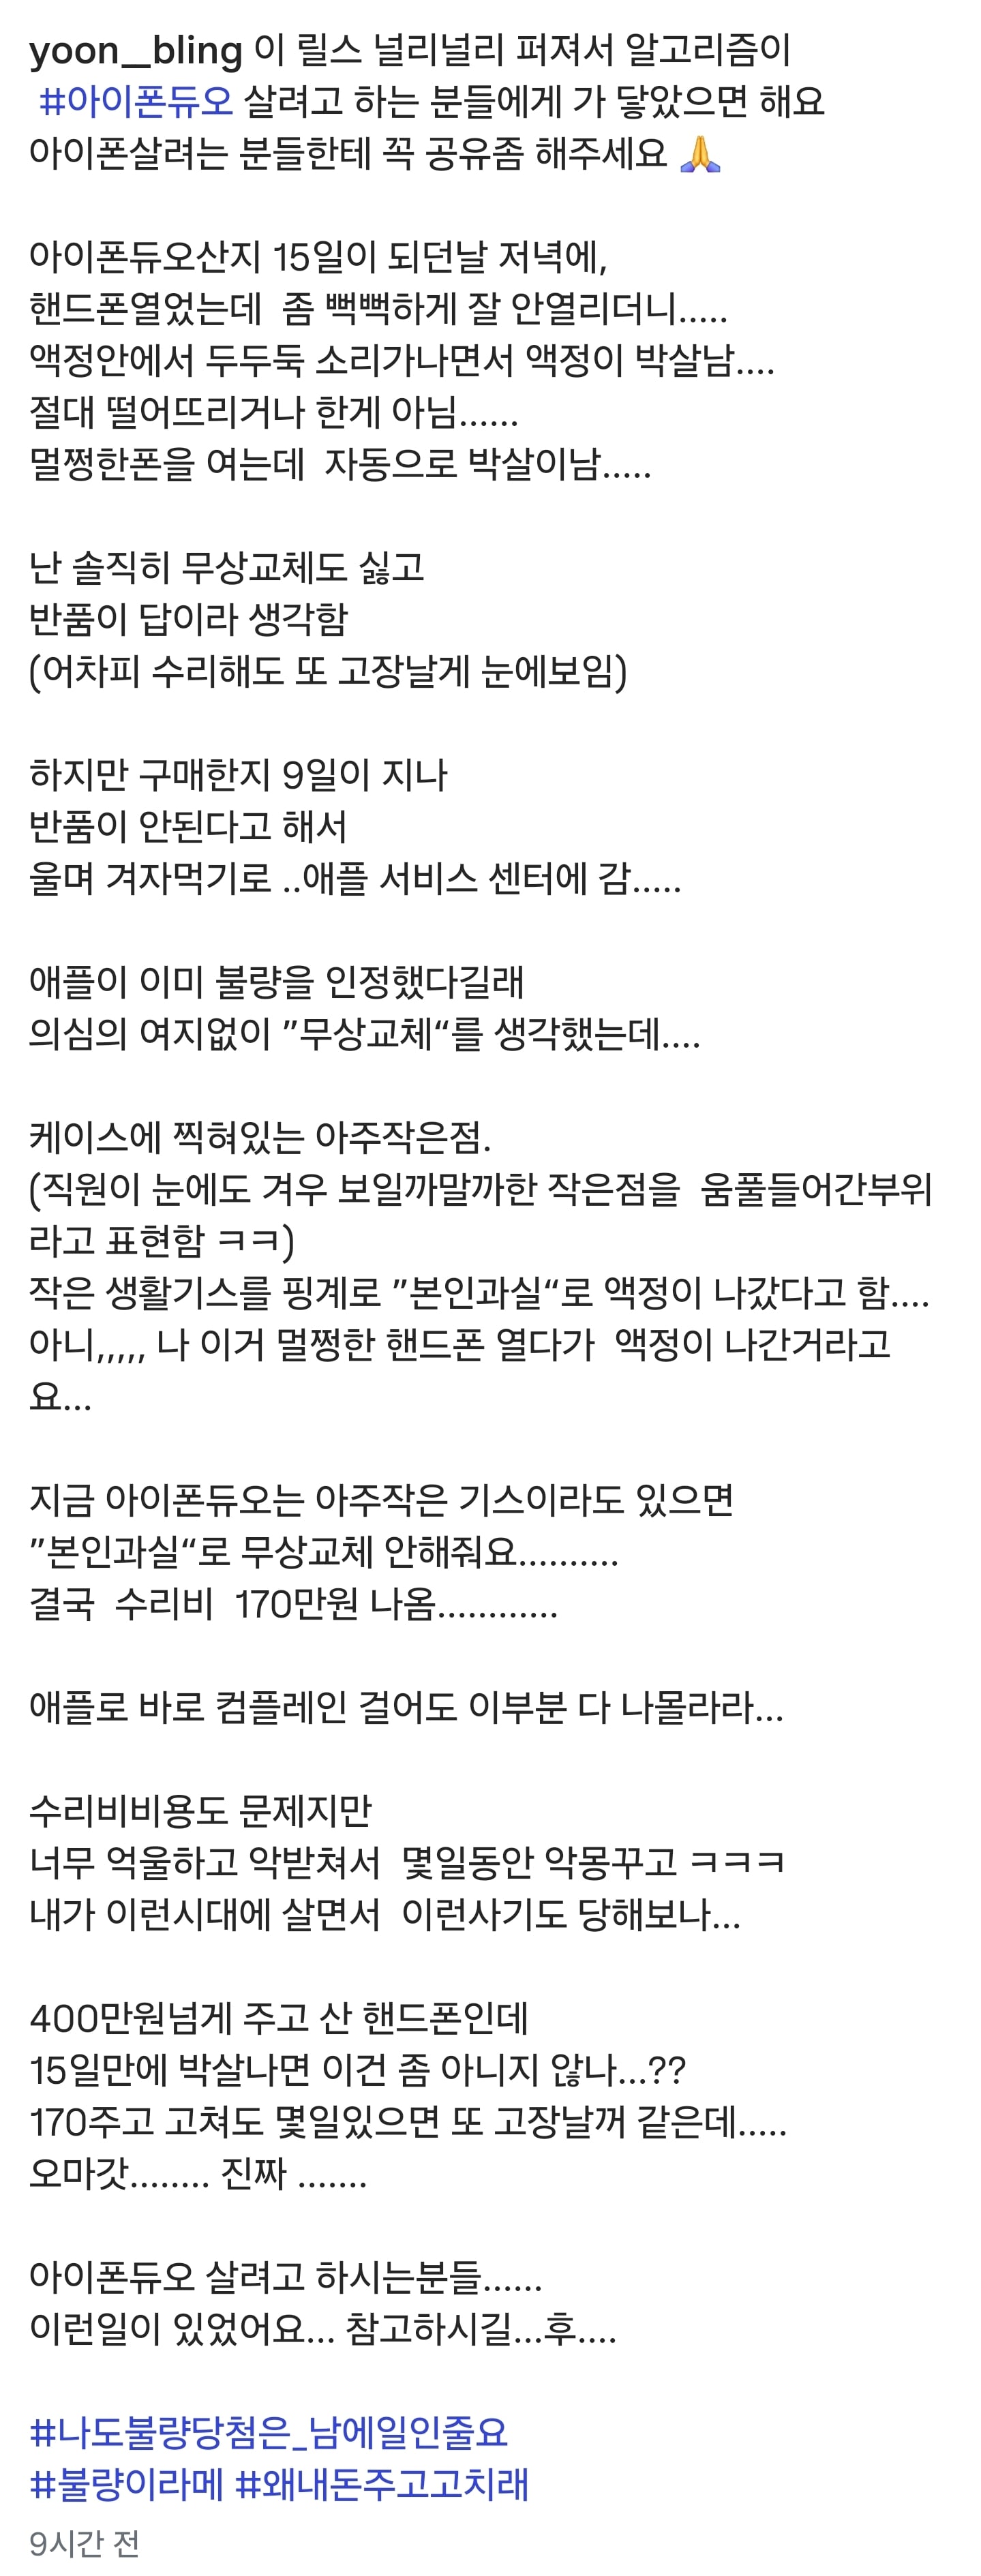 yoon__bling 이 릴스 널리널리 퍼져서 알고리즘이
#아이폰듀오 살려고 하는 분들에게 가 닿았으면 해요
아이폰살려는 분들한테 꼭 공유좀 해주세요 🙏
아이폰듀오산지 15일이 되던날 저녁에,
핸드폰열었는데  좀 뻑뻑하게 잘 안열리더니.....
액정안에서 두두둑 소리가나면서 액정이 박살남....
절대 떨어뜨리거나 한게 아님......
멀쩡한폰을 여는데  자동으로 박살이남.....
난 솔직히 무상교체도 싫고
반품이 답이라 생각함
(어차피 수리해도 또 고장날게 눈에보임)
하지만 구매한지 9일이 지나
반품이 안된다고 해서
울며 겨자먹기로 ..애플 서비스 센터에 감.....
애플이 이미 불량을 인정했다길래
의심의 여지없이 ”무상교체“를 생각했는데....
케이스에 찍혀있는 아주작은점.
(직원이 눈에도 겨우 보일까말까한 작은점을  움풀들어간부위
라고 표현함 ㅋㅋ)
작은 생활기스를 핑계로 ”본인과실“로 액정이 나갔다고 함....
아니,,,,, 나 이거 멀쩡한 핸드폰 열다가  액정이 나간거라고
요...
지금 아이폰듀오는 아주작은 기스이라도 있으면
”본인과실“로 무상교체 안해줘요..........
결국  수리비  170만원 나옴............
애플로 바로 컴플레인 걸어도 이부분 다 나몰라라...
수리비비용도 문제지만
너무 억울하고 악받쳐서  몇일동안 악몽꾸고 ㅋㅋㅋ
내가 이런시대에 살면서  이런사기도 당해보나...
400만원넘게 주고 산 핸드폰인데
15일만에 박살나면 이건 좀 아니지 않나...??
170주고 고쳐도 몇일있으면 또 고장날꺼 같은데.....
오마갓........ 진짜 .......
아이폰듀오 살려고 하시는분들......
이런일이 있었어요... 참고하시길...후....
#나도불량당첨은_남에일인줄요
#불량이라메 #왜내돈주고고치래
9시간 전